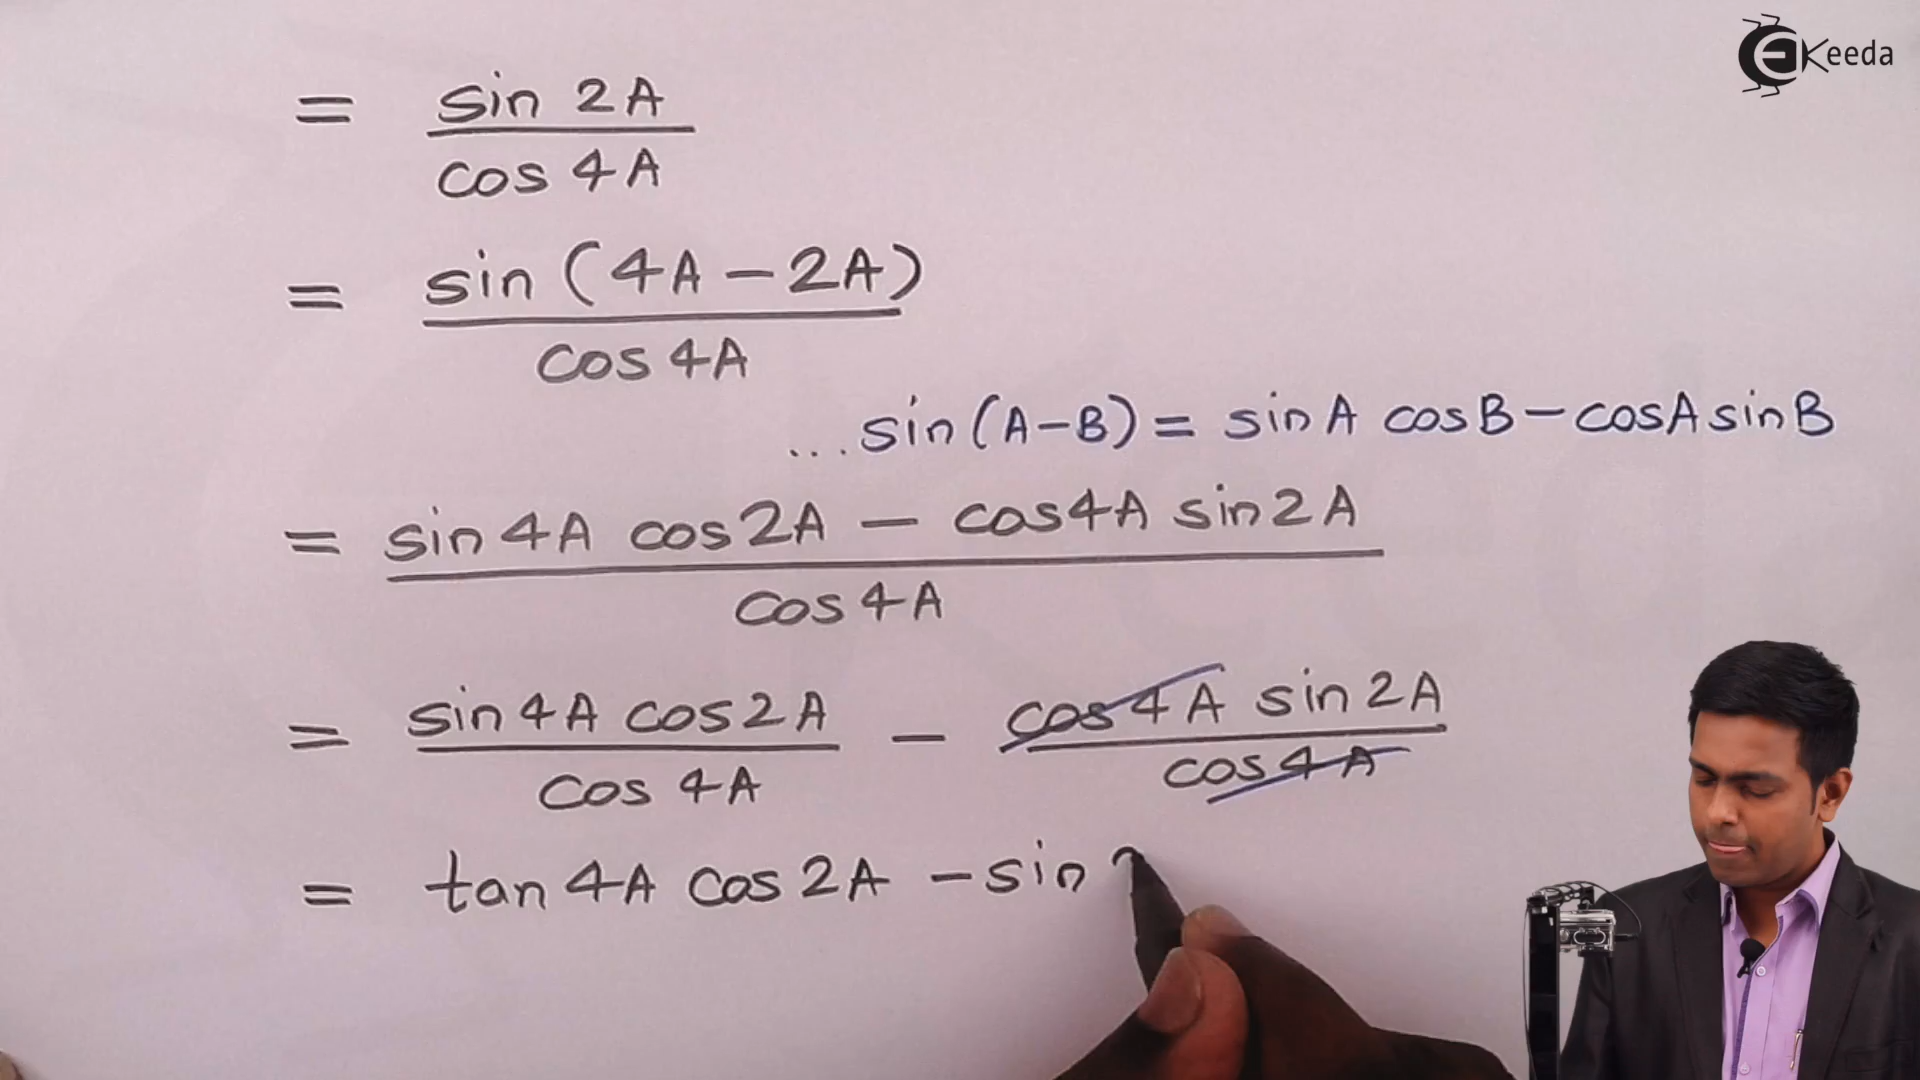 Keeda
= sin 2A
cos 4A
= sin (4A - 2A)
cos 4A
... sin (A - B) = sin A cos B - cos A sin B
= sin 4A cos 2A - cos 4A sin 2A
cos 4A
= sin 4A cos 2A - cos 4A sin 2A
cos 4A cos 4A
= tan 4A cos 2A - sin